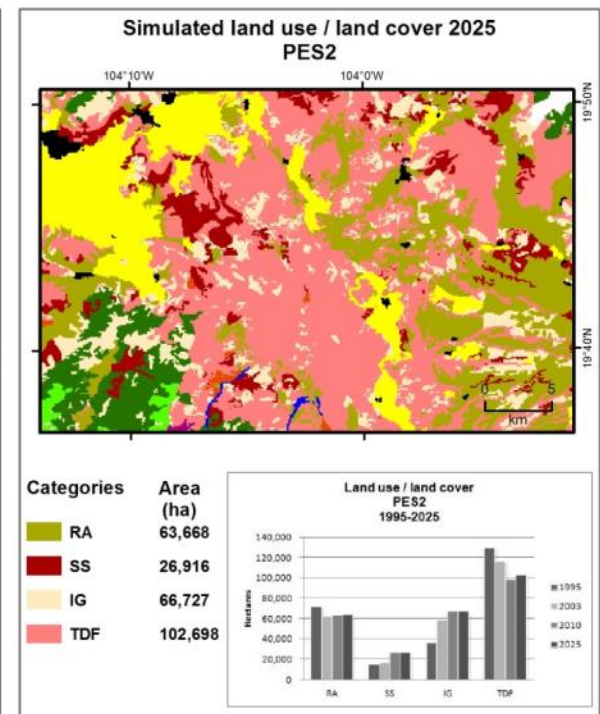 Simulated land use / land cover 2025
PES2
104°10'W 104°0'W
19°50'N
19°40'N
0 5
km
Categories Area
(ha)
RA 63,668
SS 26,916
IG 66,727
TDF 102,698
Land use / land cover
PES2
1995-2025
Hectares
140,000
120,000
100,000
80,000
60,000
40,000
20,000
0
RA SS IG TDF
1995
2003
2010
2025